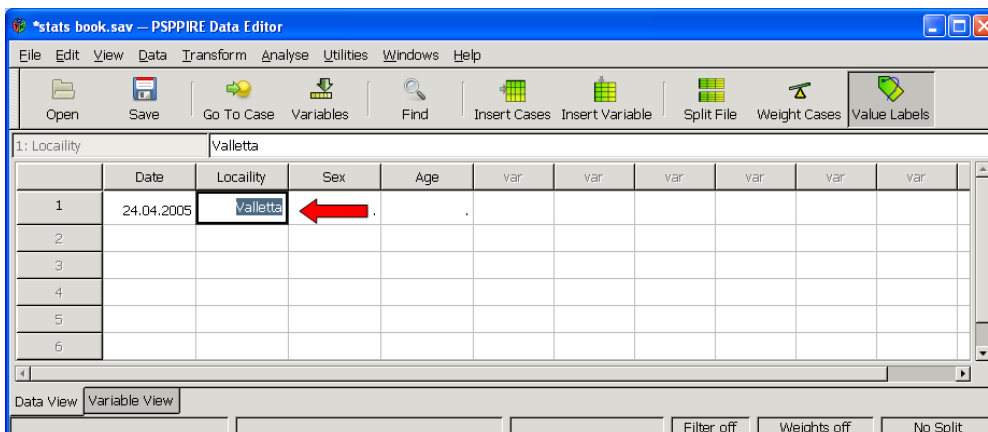 *stats book.sav — PSPPIRE Data Editor
File Edit View Data Transform Analyse Utilities Windows Help
Open Save Go To Case Variables Find Insert Cases Insert Variable Split File Weight Cases Value Labels
1: Locaility Valletta
Date Locaility Sex Age var var var var var var
1 24.04.2005 Valletta . .
2
3
4
5
6
Data View Variable View
Filter off Weights off No Split